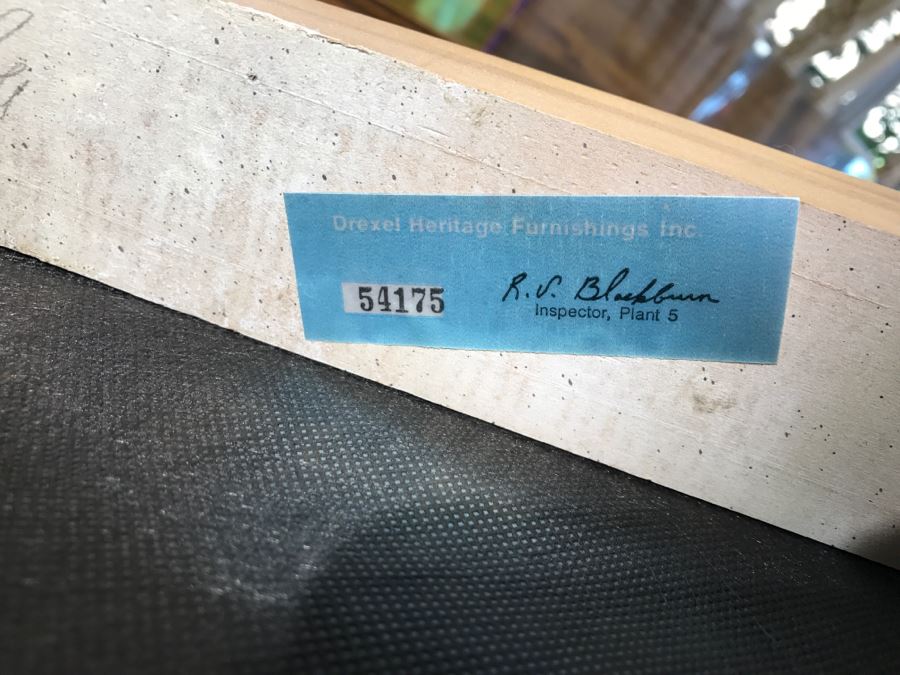 Drexel Heritage Furnishings Inc.
54175
R.V. Blackburn
Inspector, Plant 5